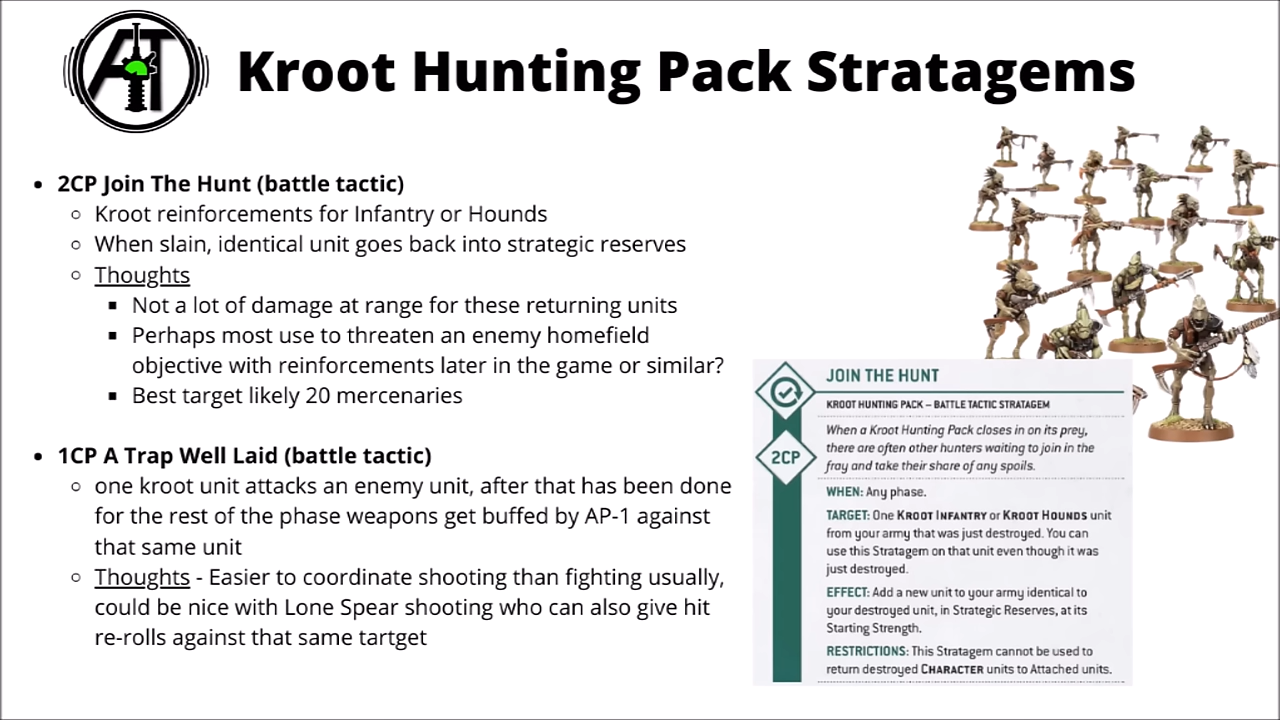 AT
Kroot Hunting Pack Stratagems
• 2CP Join The Hunt (battle tactic)
○ Kroot reinforcements for Infantry or Hounds
○ When slain, identical unit goes back into strategic reserves
○ Thoughts
▪ Not a lot of damage at range for these returning units
▪ Perhaps most use to threaten an enemy homefield
objective with reinforcements later in the game or similar?
▪ Best target likely 20 mercenaries
• 1CP A Trap Well Laid (battle tactic)
○ one kroot unit attacks an enemy unit, after that has been done
for the rest of the phase weapons get buffed by AP-1 against
that same unit
○ Thoughts - Easier to coordinate shooting than fighting usually,
could be nice with Lone Spear shooting who can also give hit
re-rolls against that same tartget
JOIN THE HUNT
KROOT HUNTING PACK – BATTLE TACTIC STRATAGEM
When a Kroot Hunting Pack closes in on its prey,
there are often other hunters waiting to join in the
fray and take their share of any spoils.
2CP
WHEN: Any phase.
TARGET: One KROOT INFANTRY or KROOT HOUNDS unit
from your army that was just destroyed. You can
use this Stratagem on that unit even though it was
just destroyed.
EFFECT: Add a new unit to your army identical to
your destroyed unit, in Strategic Reserves, at its
Starting Strength.
RESTRICTIONS: This Stratagem cannot be used to
return destroyed CHARACTER units to Attached units.